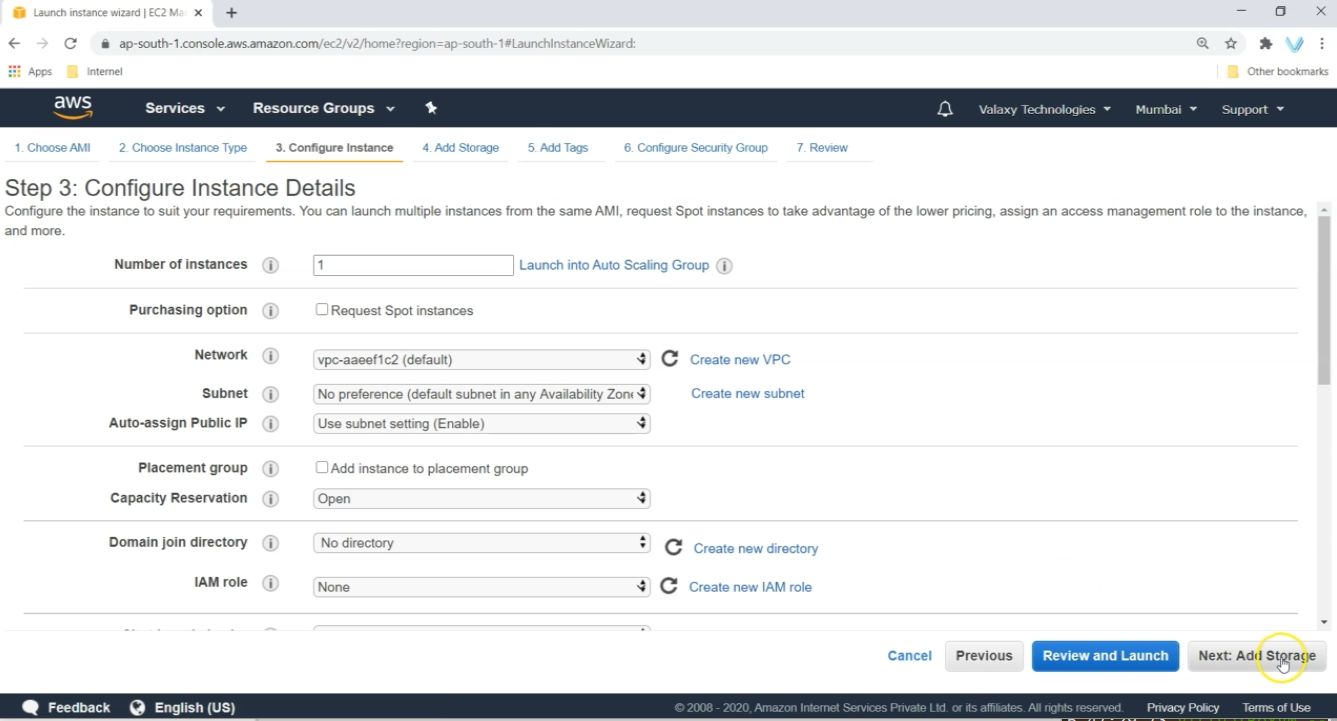 Launch instance wizard | EC2 Ma
ap-south-1.console.aws.amazon.com/ec2/v2/home?region=ap-south-1#LaunchInstanceWizard:
Apps Internet Other bookmarks
aws Services Resource Groups Valaxy Technologies Mumbai Support
1. Choose AMI 2. Choose Instance Type 3. Configure Instance 4. Add Storage 5. Add Tags 6. Configure Security Group 7. Review
Step 3: Configure Instance Details
Configure the instance to suit your requirements. You can launch multiple instances from the same AMI, request Spot instances to take advantage of the lower pricing, assign an access management role to the instance,
and more.
Number of instances 1 Launch into Auto Scaling Group
Purchasing option Request Spot instances
Network vpc-aaeef1c2 (default) Create new VPC
Subnet No preference (default subnet in any Availability Zone Create new subnet
Auto-assign Public IP Use subnet setting (Enable)
Placement group Add instance to placement group
Capacity Reservation Open
Domain join directory No directory Create new directory
IAM role None Create new IAM role
Cancel Previous Review and Launch Next: Add Storage
Feedback English (US) © 2008 - 2020, Amazon Internet Services Private Ltd. or its affiliates. All rights reserved. Privacy Policy Terms of Use